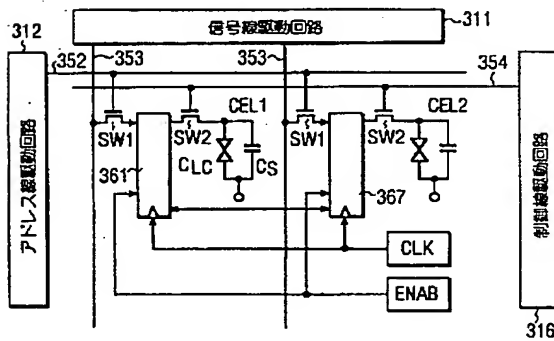 信号線駆動回路
311
312
352
353
353
354
CEL1
CEL2
SW1
SW2
SW1
SW2
361
CLC
CS
367
アドレス線駆動回路
制御線駆動回路
CLK
ENAB
316